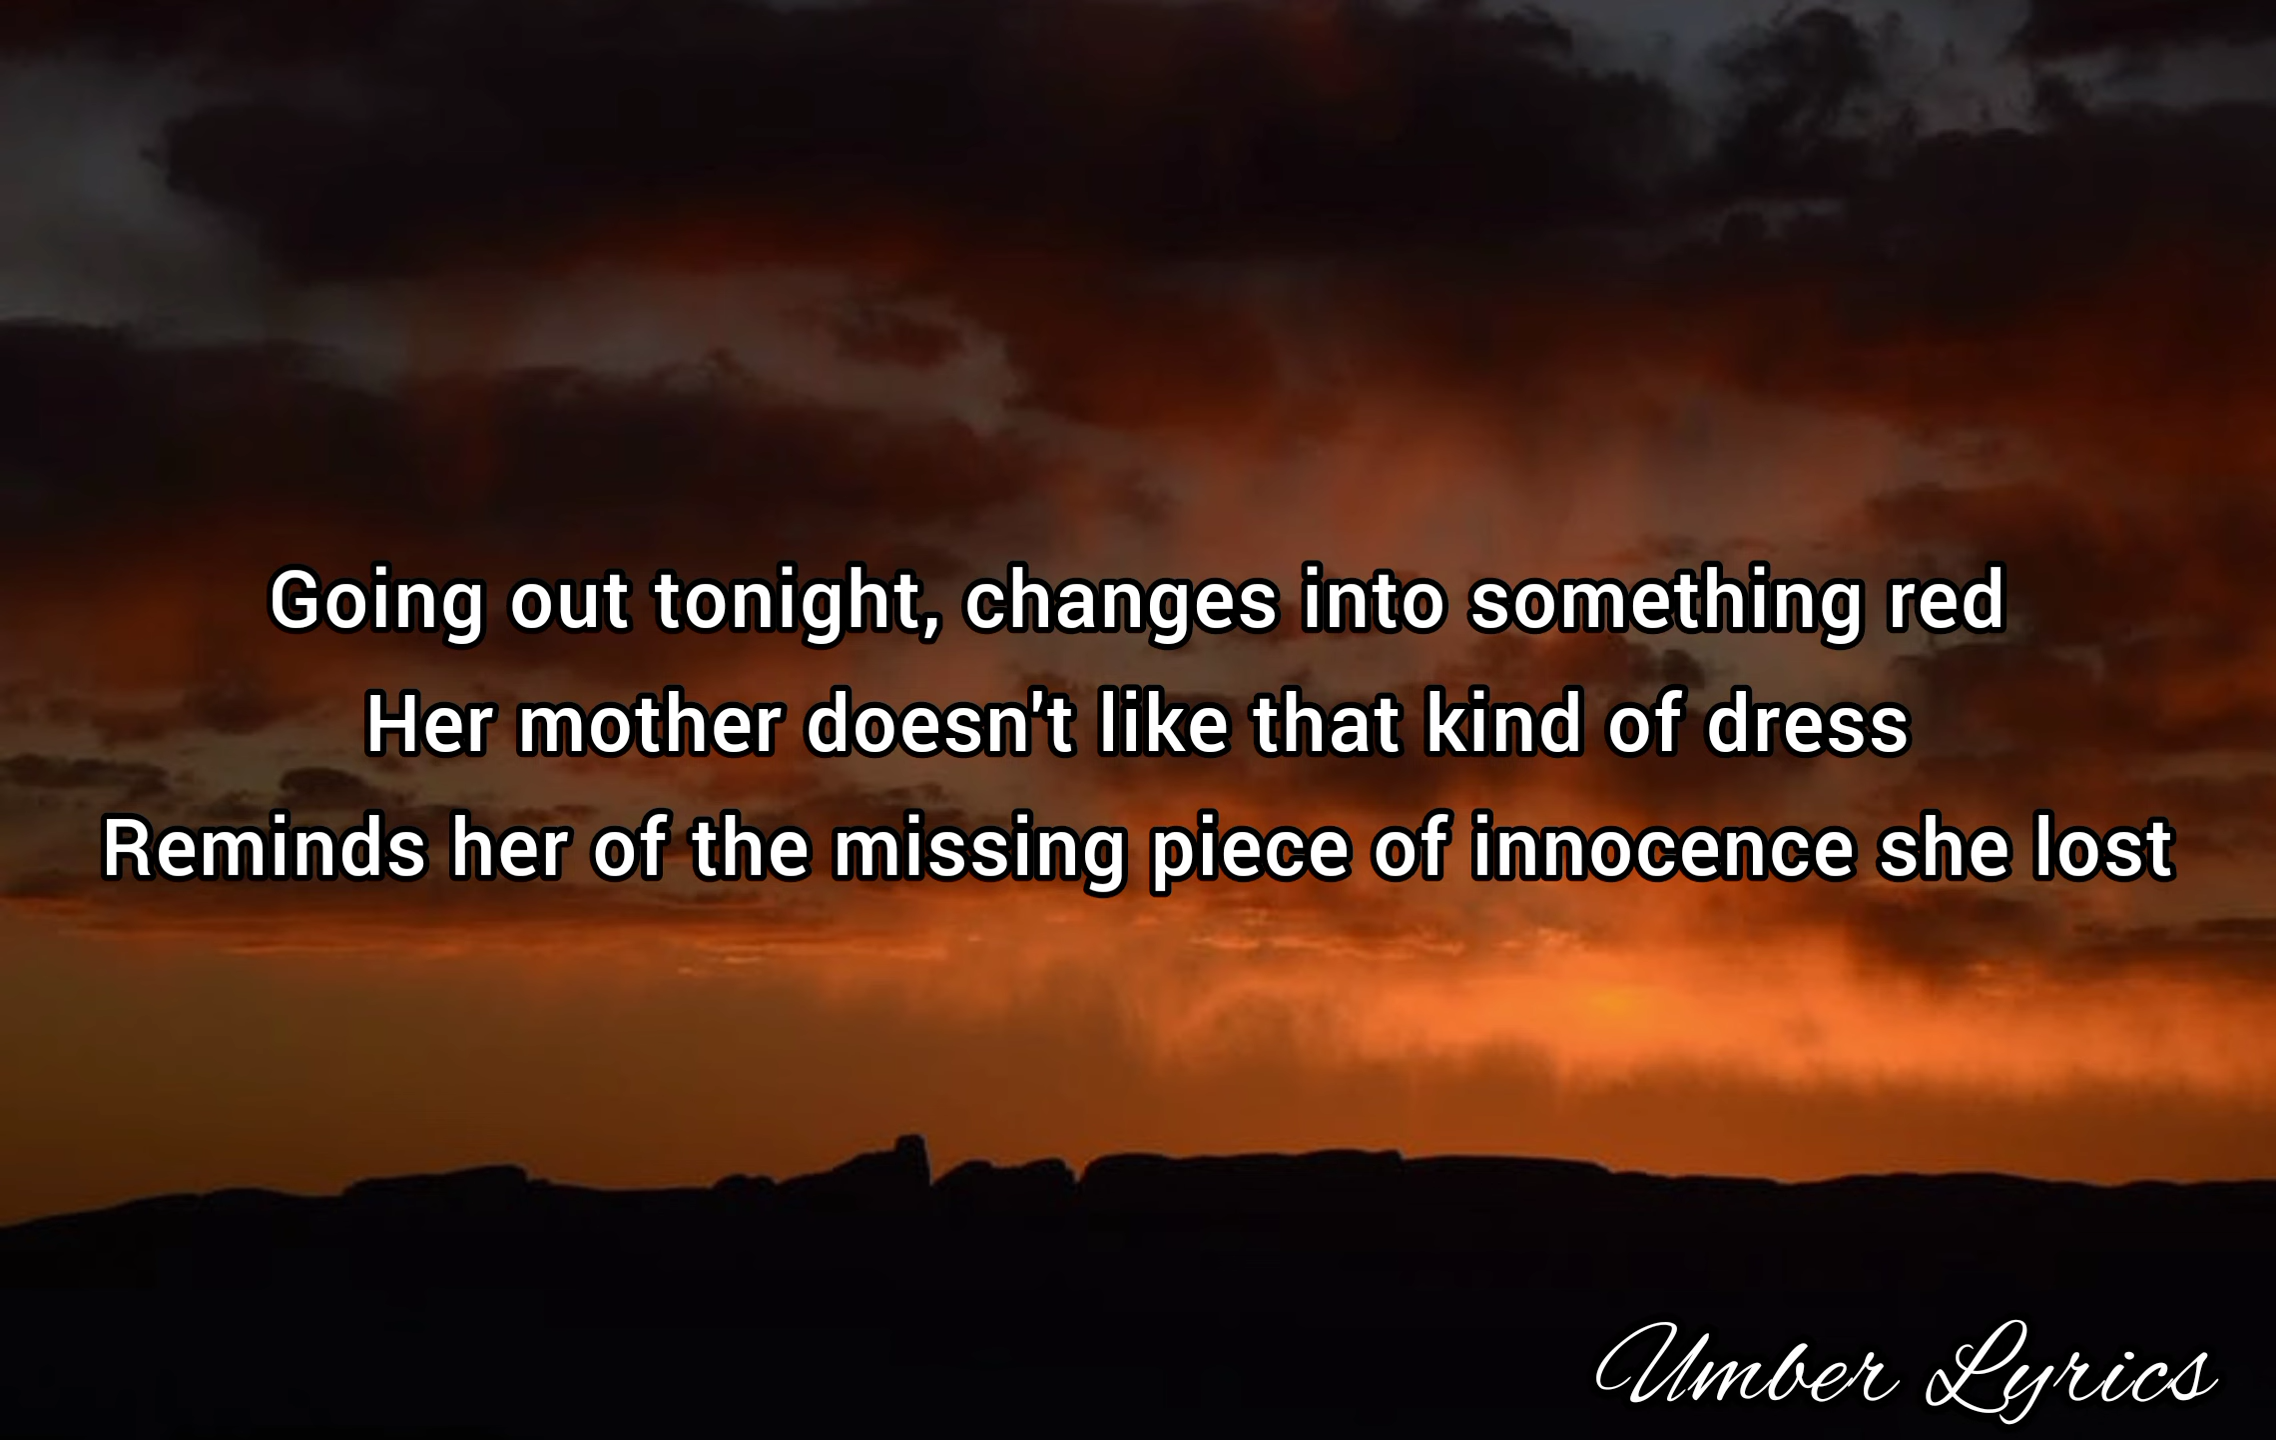 Going out tonight, changes into something red
Her mother doesn't like that kind of dress
Reminds her of the missing piece of innocence she lost
Umber Lyrics